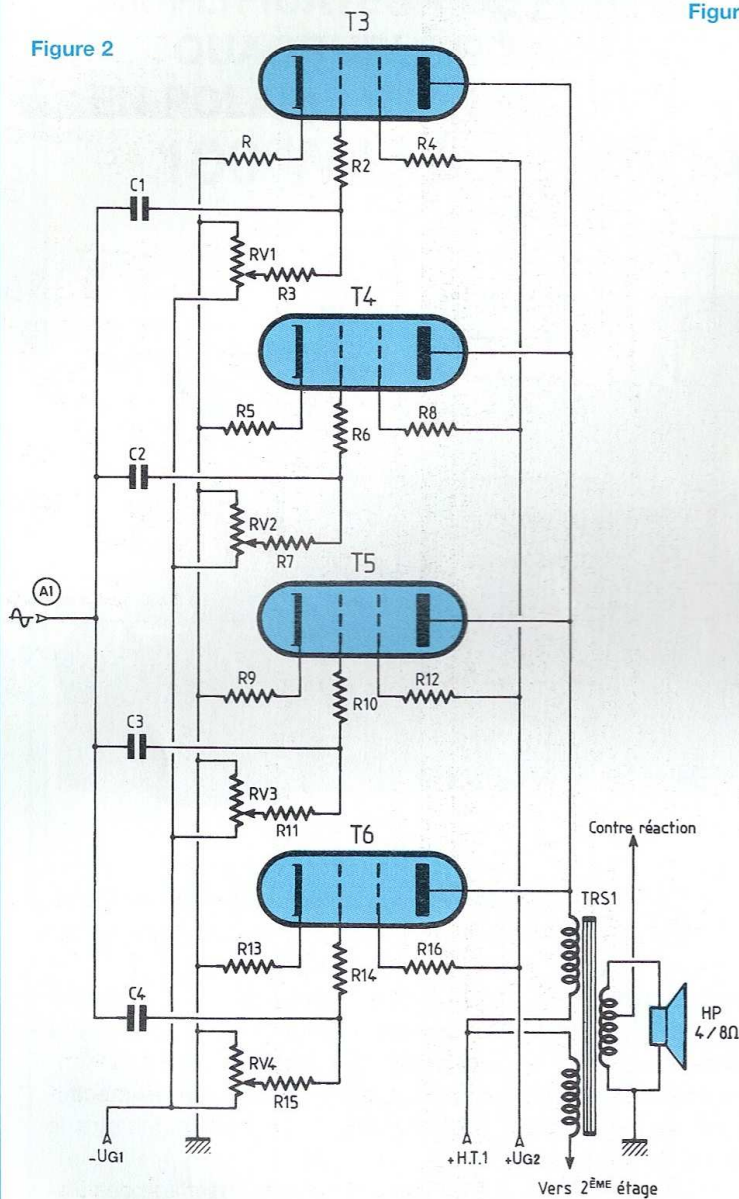 Figure 2
Figur
T3
R
R2
R4
C1
RV1
R3
T4
R5
R6
R8
C2
RV2
R7
T5
A1
R9
R10
R12
C3
RV3
R11
T6
Contre réaction
TRS1
R13
R14
R16
C4
HP
4/8Ω
RV4
R15
-UG1
+H.T.1
+UG2
Vers 2ÈME étage